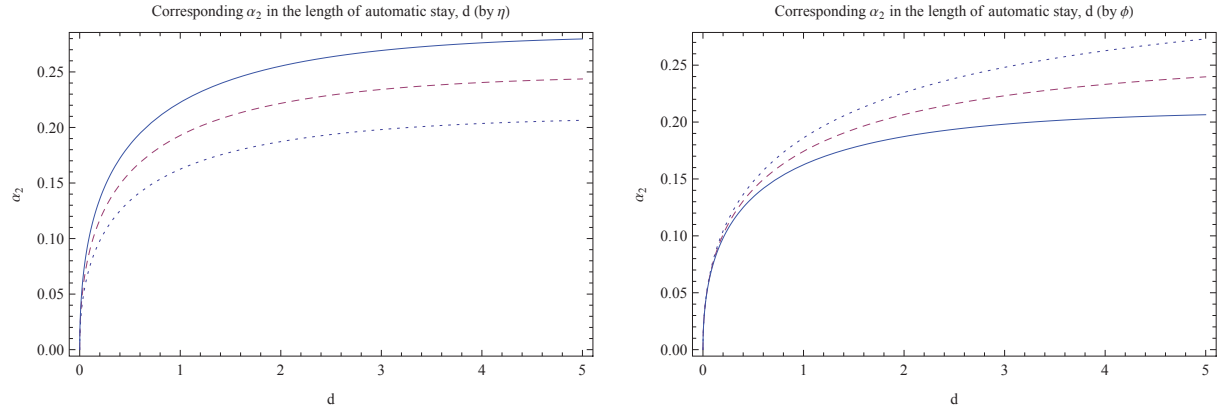 Corresponding α₂ in the length of automatic stay, d (by η)
0.25
0.20
0.15
0.10
0.05
0.00
α₂
0 1 2 3 4 5
d
Corresponding α₂ in the length of automatic stay, d (by ϕ)
0.25
0.20
0.15
0.10
0.05
0.00
α₂
0 1 2 3 4 5
d